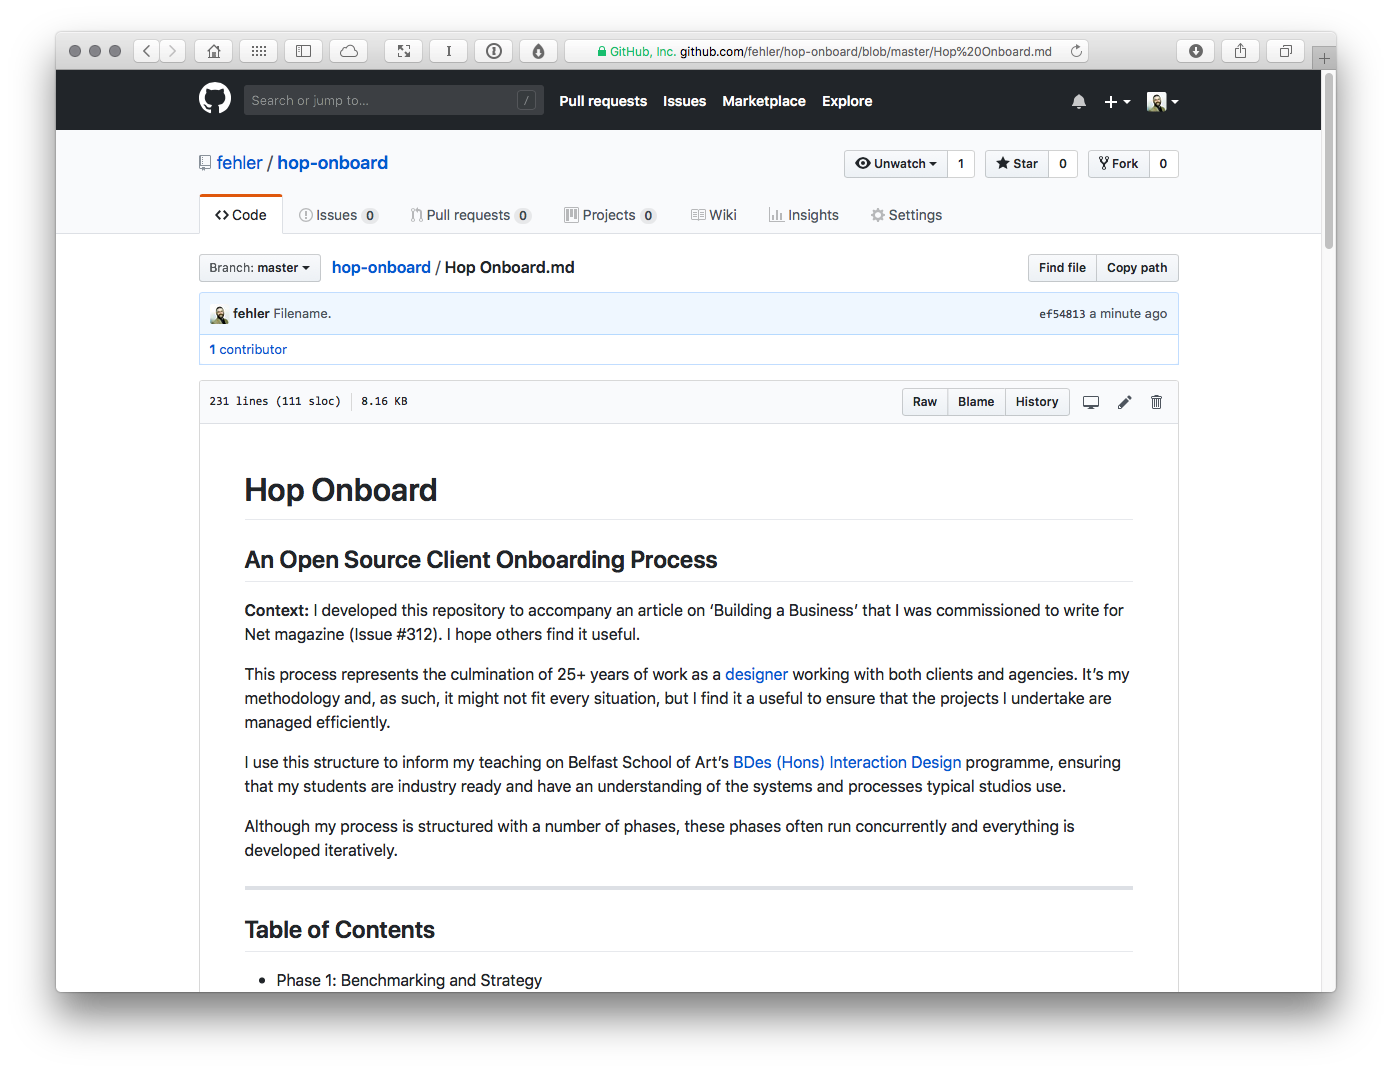 GitHub, Inc. github.com/fehler/hop-onboard/blob/master/Hop%20Onboard.md
Search or jump to... /
Pull requests Issues Marketplace Explore
fehler / hop-onboard
Unwatch 1 Star 0 Fork 0
Code Issues 0 Pull requests 0 Projects 0 Wiki Insights Settings
Branch: master hop-onboard / Hop Onboard.md Find file Copy path
fehler Filename. ef54813 a minute ago
1 contributor
231 lines (111 sloc) 8.16 KB Raw Blame History
Hop Onboard
An Open Source Client Onboarding Process
Context: I developed this repository to accompany an article on ‘Building a Business’ that I was commissioned to write for
Net magazine (Issue #312). I hope others find it useful.
This process represents the culmination of 25+ years of work as a designer working with both clients and agencies. It’s my
methodology and, as such, it might not fit every situation, but I find it a useful to ensure that the projects I undertake are
managed efficiently.
I use this structure to inform my teaching on Belfast School of Art’s BDes (Hons) Interaction Design programme, ensuring
that my students are industry ready and have an understanding of the systems and processes typical studios use.
Although my process is structured with a number of phases, these phases often run concurrently and everything is
developed iteratively.
Table of Contents
• Phase 1: Benchmarking and Strategy